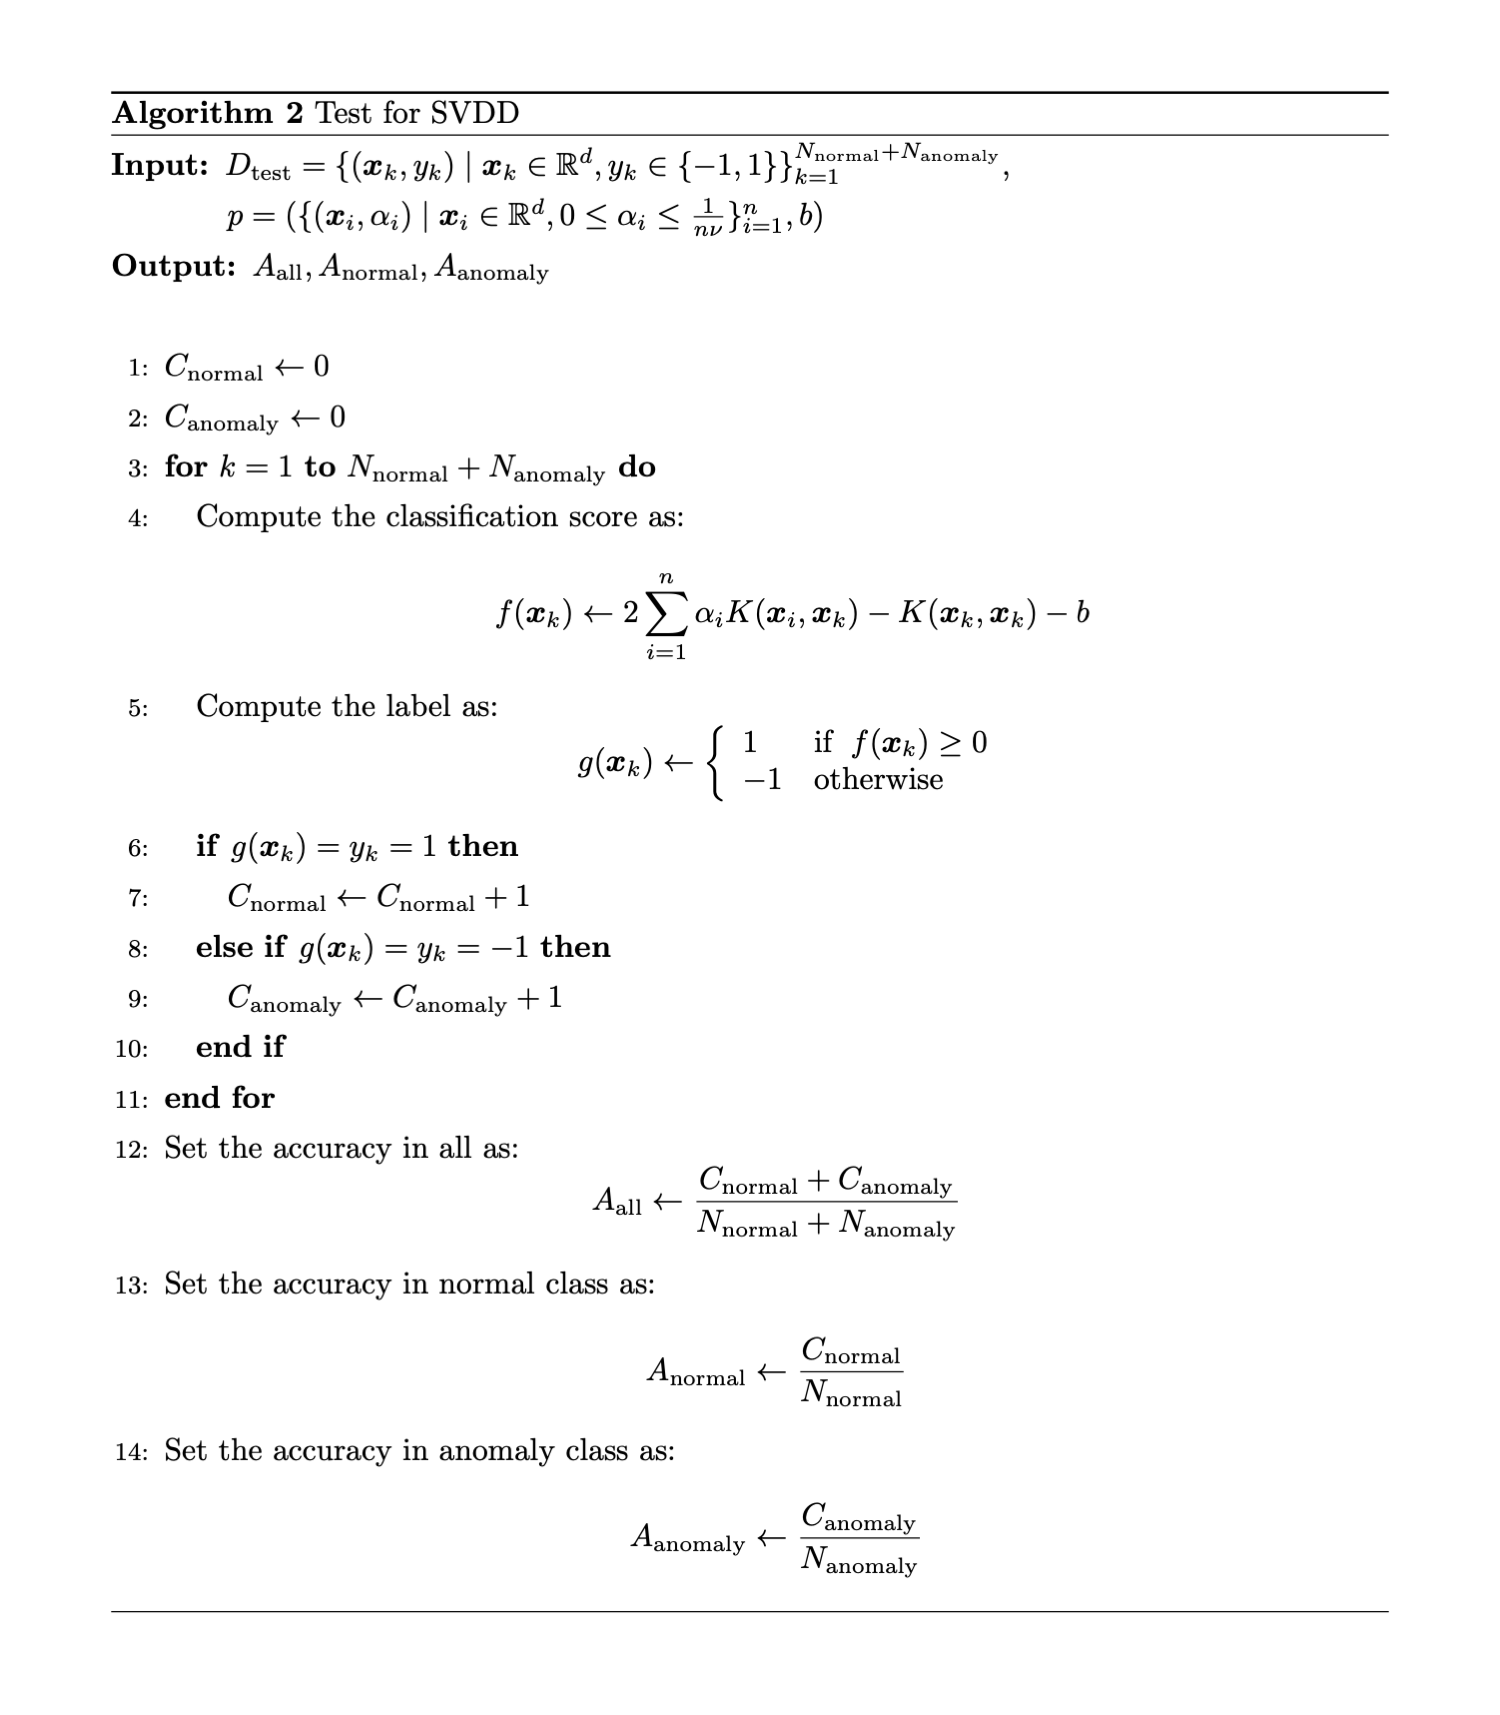 Algorithm 2 Test for SVDD
Input: $D_{\text{test}} = \{(\boldsymbol{x}_k, y_k) \mid \boldsymbol{x}_k \in \mathbb{R}^d, y_k \in \{-1, 1\}\}_{k=1}^{N_{\text{normal}}+N_{\text{anomaly}}},$
$p = (\{(\boldsymbol{x}_i, \alpha_i) \mid \boldsymbol{x}_i \in \mathbb{R}^d, 0 \leq \alpha_i \leq \frac{1}{n\nu}\}_{i=1}^n, b)$
Output: $A_{\text{all}}, A_{\text{normal}}, A_{\text{anomaly}}$
1: $C_{\text{normal}} \leftarrow 0$
2: $C_{\text{anomaly}} \leftarrow 0$
3: for $k = 1$ to $N_{\text{normal}} + N_{\text{anomaly}}$ do
4: Compute the classification score as:
$f(\boldsymbol{x}_k) \leftarrow 2 \sum_{i=1}^{n} \alpha_i K(\boldsymbol{x}_i, \boldsymbol{x}_k) - K(\boldsymbol{x}_k, \boldsymbol{x}_k) - b$
5: Compute the label as:
$g(\boldsymbol{x}_k) \leftarrow \begin{cases} 1 & \text{if } f(\boldsymbol{x}_k) \geq 0 \\ -1 & \text{otherwise} \end{cases}$
6: if $g(\boldsymbol{x}_k) = y_k = 1$ then
7: $C_{\text{normal}} \leftarrow C_{\text{normal}} + 1$
8: else if $g(\boldsymbol{x}_k) = y_k = -1$ then
9: $C_{\text{anomaly}} \leftarrow C_{\text{anomaly}} + 1$
10: end if
11: end for
12: Set the accuracy in all as:
$A_{\text{all}} \leftarrow \frac{C_{\text{normal}} + C_{\text{anomaly}}}{N_{\text{normal}} + N_{\text{anomaly}}}$
13: Set the accuracy in normal class as:
$A_{\text{normal}} \leftarrow \frac{C_{\text{normal}}}{N_{\text{normal}}}$
14: Set the accuracy in anomaly class as:
$A_{\text{anomaly}} \leftarrow \frac{C_{\text{anomaly}}}{N_{\text{anomaly}}}$